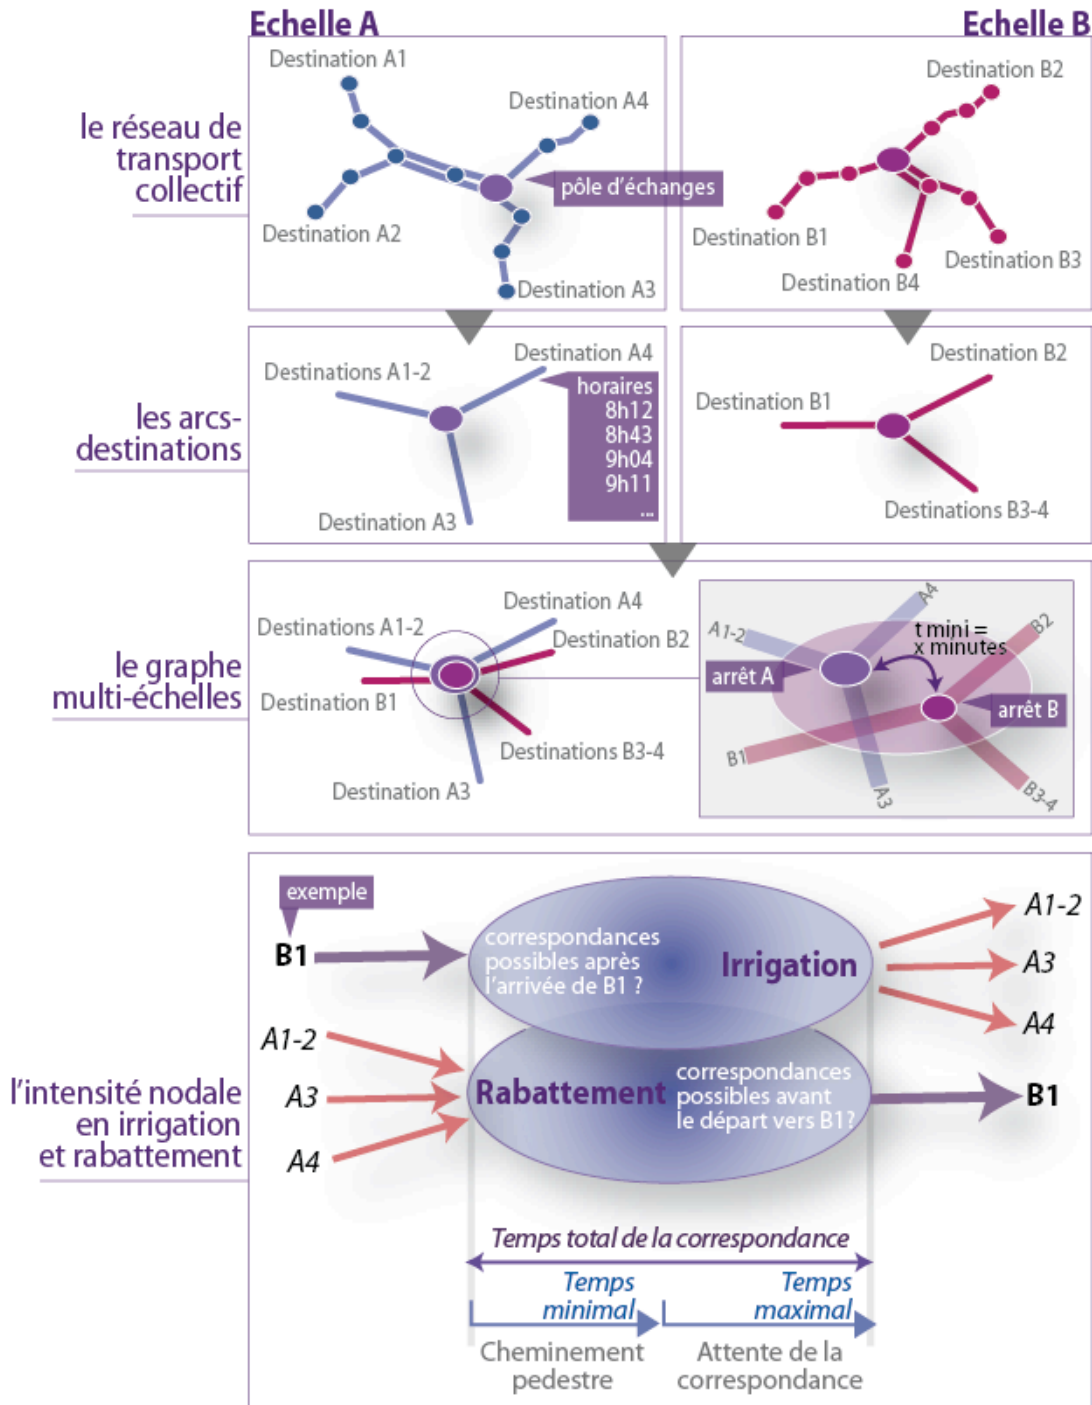 Echelle A
Echelle B
le réseau de
transport
collectif
Destination A1
Destination A4
pôle d'échanges
Destination A2
Destination A3
Destination B2
Destination B1
Destination B3
Destination B4
les arcs-
destinations
Destinations A1-2
Destination A4
horaires
8h12
8h43
9h04
9h11
...
Destination A3
Destination B2
Destination B1
Destinations B3-4
le graphe
multi-échelles
Destination A4
Destinations A1-2
Destination B2
Destination B1
Destinations B3-4
Destination A3
A4
A1-2
t mini =
x minutes
B2
arrêt A
arrêt B
B1
A3
B3-4
l'intensité nodale
en irrigation
et rabattement
exemple
B1
correspondances
possibles après
l'arrivée de B1 ?
Irrigation
A1-2
A3
A4
A1-2
A3
A4
Rabattement
correspondances
possibles avant
le départ vers B1?
B1
Temps total de la correspondance
Temps
minimal
Temps
maximal
Cheminement
pedestre
Attente de la
correspondance